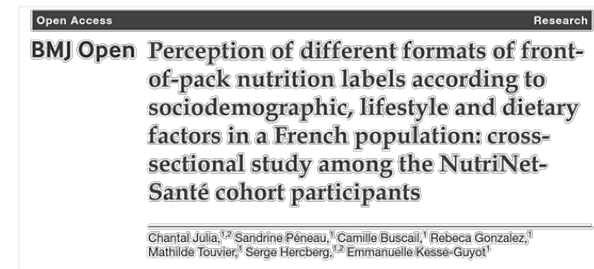 Open Access Research
BMJ Open Perception of different formats of front-
of-pack nutrition labels according to
sociodemographic, lifestyle and dietary
factors in a French population: cross-
sectional study among the NutriNet-
Santé cohort participants
Chantal Julia,1,2 Sandrine Péneau,1 Camille Buscail,1 Rebeca Gonzalez,1
Mathilde Touvier,1 Serge Hercberg,1,2 Emmanuelle Kesse-Guyot1